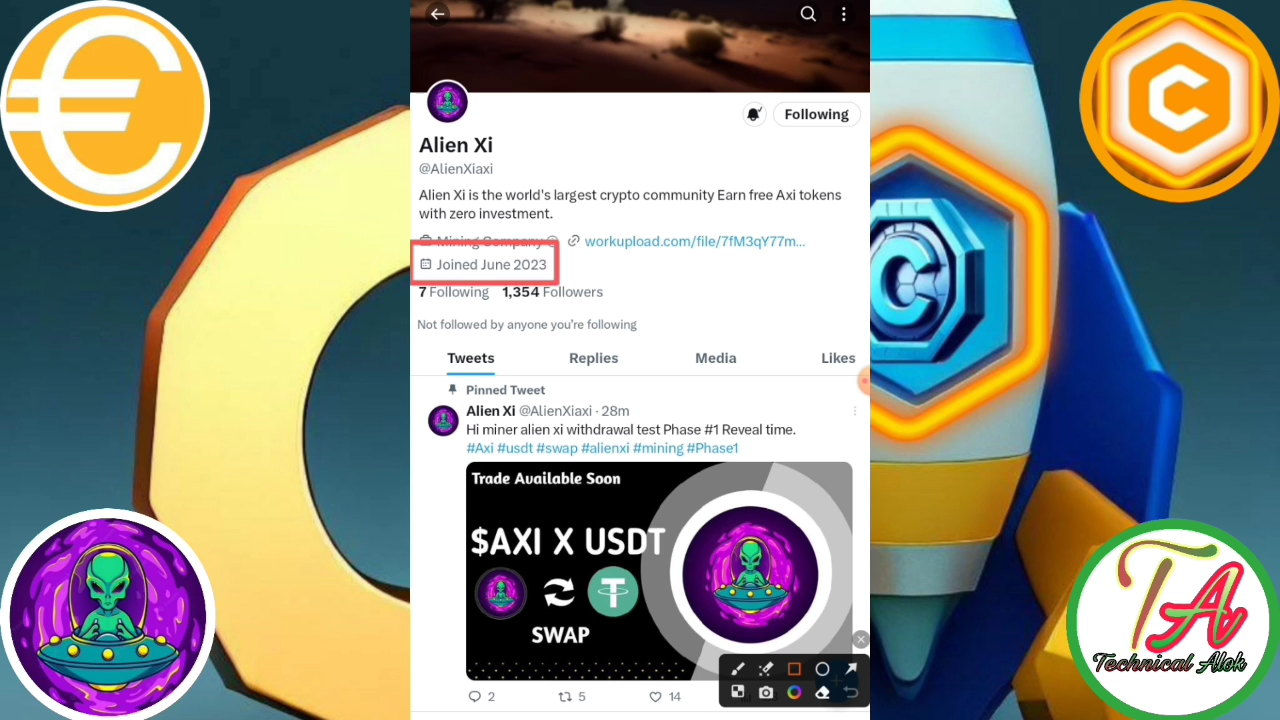 Following
Alien Xi
@AlienXiaxi
Alien Xi is the world's largest crypto community Earn free Axi tokens
with zero investment.
Mining Company workupload.com/file/7fM3qY77m...
Joined June 2023
7 Following 1,354 Followers
Not followed by anyone you're following
Tweets Replies Media Likes
Pinned Tweet
Alien Xi @AlienXiaxi · 28m
Hi miner alien xi withdrawal test Phase #1 Reveal time.
#Axi #usdt #swap #alienxi #mining #Phase1
Trade Available Soon
$AXI X USDT
SWAP
2 5 14
TA
Technical Alok